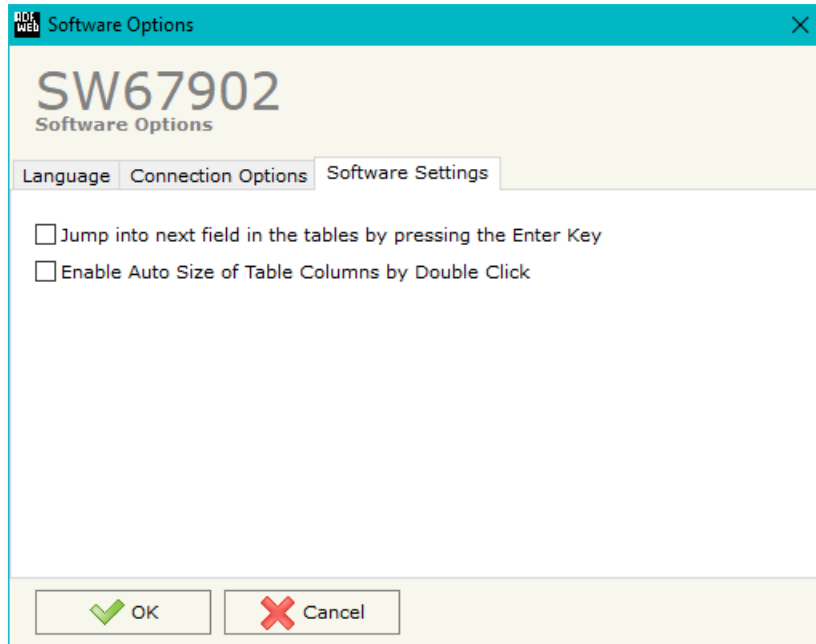 ADF
WEB Software Options
SW67902
Software Options
Language Connection Options Software Settings
Jump into next field in the tables by pressing the Enter Key
Enable Auto Size of Table Columns by Double Click
OK Cancel